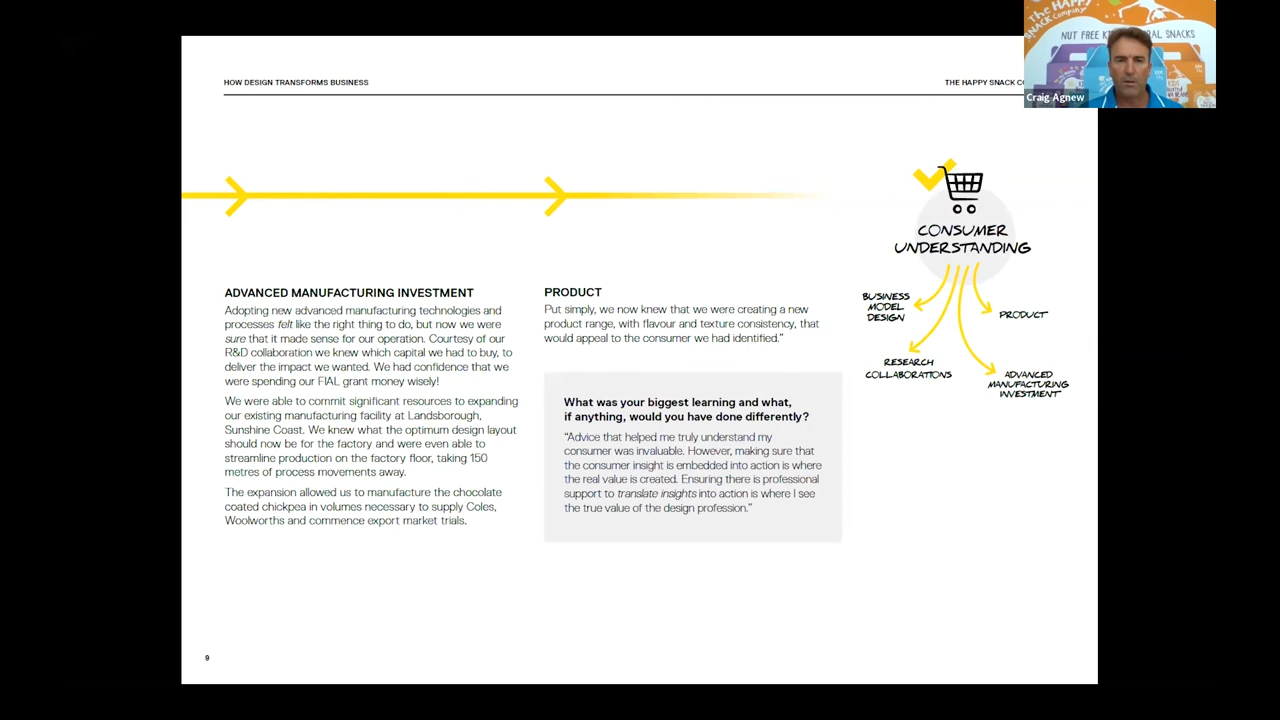 HOW DESIGN TRANSFORMS BUSINESS
THE HAPPY SNACK
The HAPPY
SNACK Company
NUT FREE
SNACKS
Craig Agnew
CONSUMER
UNDERSTANDING
BUSINESS
MODEL
DESIGN
PRODUCT
RESEARCH
COLLABORATIONS
ADVANCED
MANUFACTURING
INVESTMENT
ADVANCED MANUFACTURING INVESTMENT
Adopting new advanced manufacturing technologies and
processes felt like the right thing to do, but now we were
sure that it made sense for our operation. Courtesy of our
R&D collaboration we knew which capital we had to buy, to
deliver the impact we wanted. We had confidence that we
were spending our FIAL grant money wisely!
We were able to commit significant resources to expanding
our existing manufacturing facility at Landsborough,
Sunshine Coast. We knew what the optimum design layout
should now be for the factory and were even able to
streamline production on the factory floor, taking 150
metres of process movements away.
The expansion allowed us to manufacture the chocolate
coated chickpea in volumes necessary to supply Coles,
Woolworths and commence export market trials.
PRODUCT
Put simply, we now knew that we were creating a new
product range, with flavour and texture consistency, that
would appeal to the consumer we had identified.”
What was your biggest learning and what,
if anything, would you have done differently?
“Advice that helped me truly understand my
consumer was invaluable. However, making sure that
the consumer insight is embedded into action is where
the real value is created. Ensuring there is professional
support to translate insights into action is where I see
the true value of the design profession.”
9